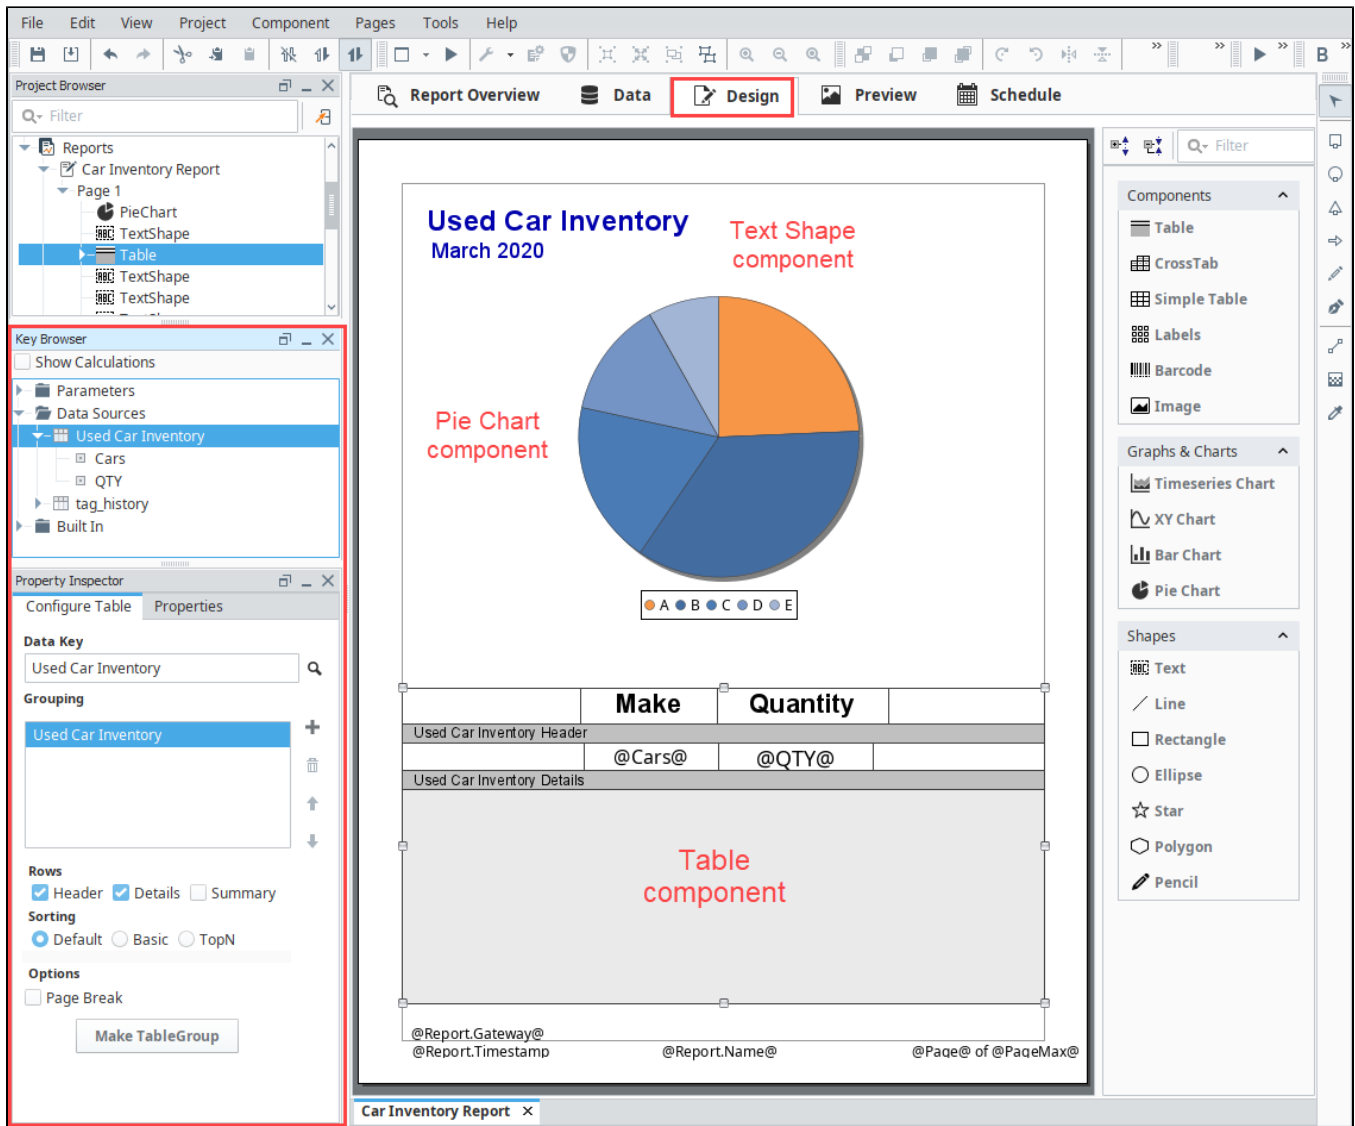 File Edit View Project Component Pages Tools Help
» » » B »
Project Browser
Report Overview Data Design Preview Schedule
Filter
Reports
Car Inventory Report
Page 1
PieChart
TextShape
Table
TextShape
TextShape
Key Browser
Show Calculations
Parameters
Data Sources
Used Car Inventory
Cars
QTY
tag_history
Built In
Property Inspector
Configure Table Properties
Data Key
Used Car Inventory
Grouping
Used Car Inventory
Rows
Header Details Summary
Sorting
Default Basic TopN
Options
Page Break
Make TableGroup
Used Car Inventory
March 2020
Text Shape
component
Pie Chart
component
A B C D E
Make Quantity
Used Car Inventory Header
@Cars@ @QTY@
Used Car Inventory Details
Table
component
@Report.Gateway@
@Report.Timestamp @Report.Name@ @Page@ of @PageMax@
Car Inventory Report
Filter
Components
Table
CrossTab
Simple Table
Labels
Barcode
Image
Graphs & Charts
Timeseries Chart
XY Chart
Bar Chart
Pie Chart
Shapes
ABC Text
Line
Rectangle
Ellipse
Star
Polygon
Pencil